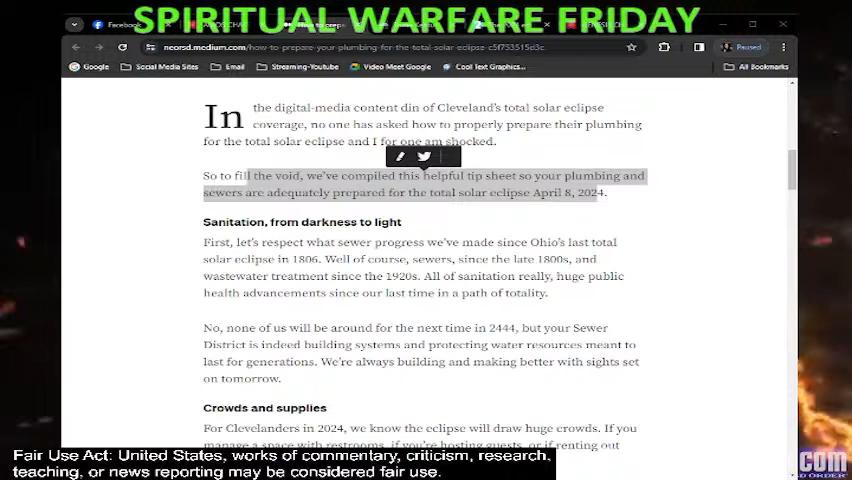 SPIRITUAL WARFARE FRIDAY
Facebook
neorsd.medium.com/how-to-prepare-your-plumbing-for-the-total-solar-eclipse-c5f753515d3c
Paused
Google Social Media Sites Email Streaming-Youtube Video Meet Google Cool Text Graphics... All Bookmarks
In the digital-media content din of Cleveland's total solar eclipse
coverage, no one has asked how to properly prepare their plumbing
for the total solar eclipse and I for one am shocked.
So to fill the void, we've compiled this helpful tip sheet so your plumbing and
sewers are adequately prepared for the total solar eclipse April 8, 2024.
Sanitation, from darkness to light
First, let's respect what sewer progress we've made since Ohio's last total
solar eclipse in 1806. Well of course, sewers, since the late 1800s, and
wastewater treatment since the 1920s. All of sanitation really, huge public
health advancements since our last time in a path of totality.
No, none of us will be around for the next time in 2444, but your Sewer
District is indeed building systems and protecting water resources meant to
last for generations. We're always building and making better with sights set
on tomorrow.
Crowds and supplies
For Clevelanders in 2024, we know the eclipse will draw huge crowds. If you
manage a space with restrooms, if you're hosting guests, or if renting out
Fair Use Act: United States, works of commentary, criticism, research,
teaching, or news reporting may be considered fair use.
COM
D ORDER